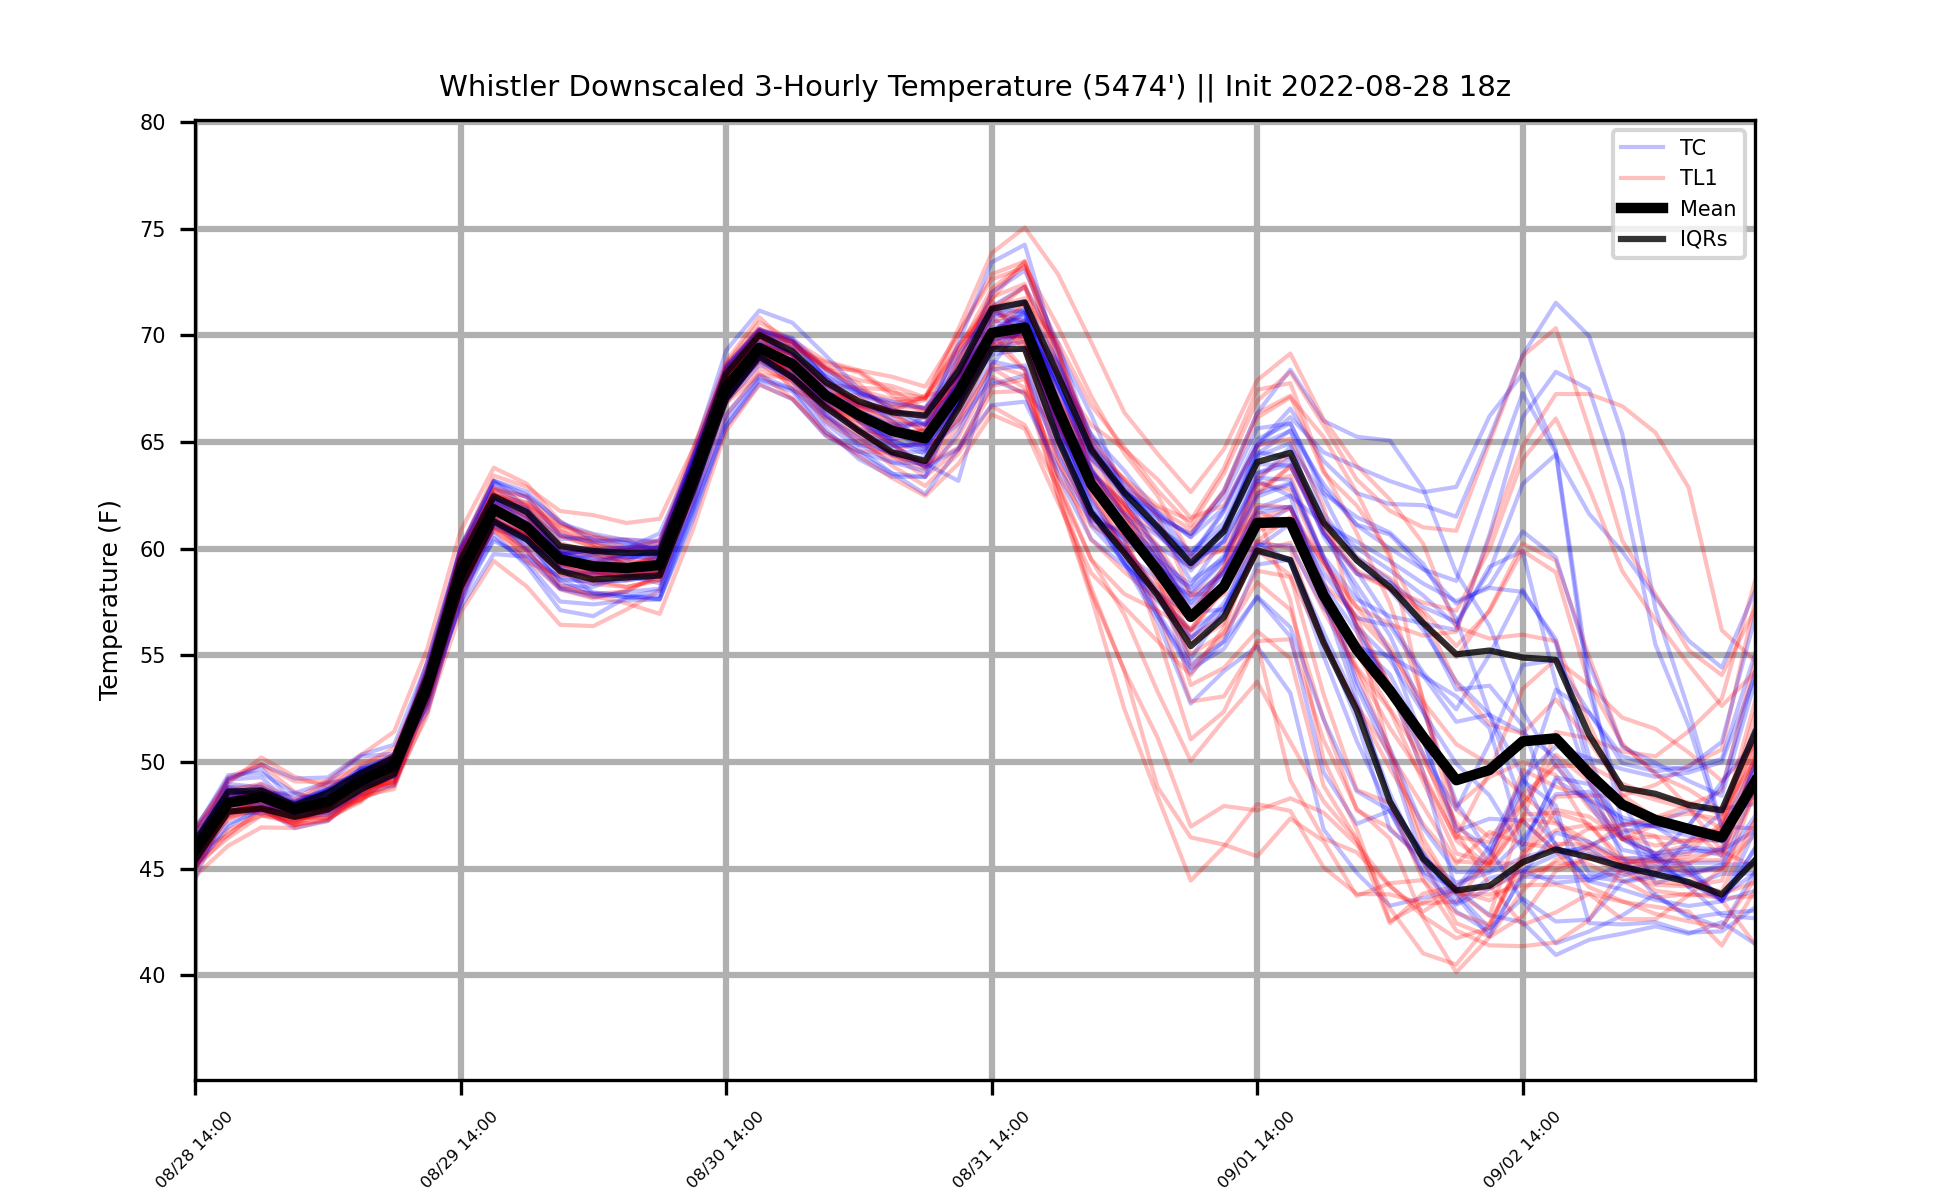 Whistler Downscaled 3-Hourly Temperature (5474') || Init 2022-08-28 18z
TC
TL1
Mean
IQRs
Temperature (F)
80
75
70
65
60
55
50
45
40
08/28 14:00
08/29 14:00
08/30 14:00
08/31 14:00
09/01 14:00
09/02 14:00